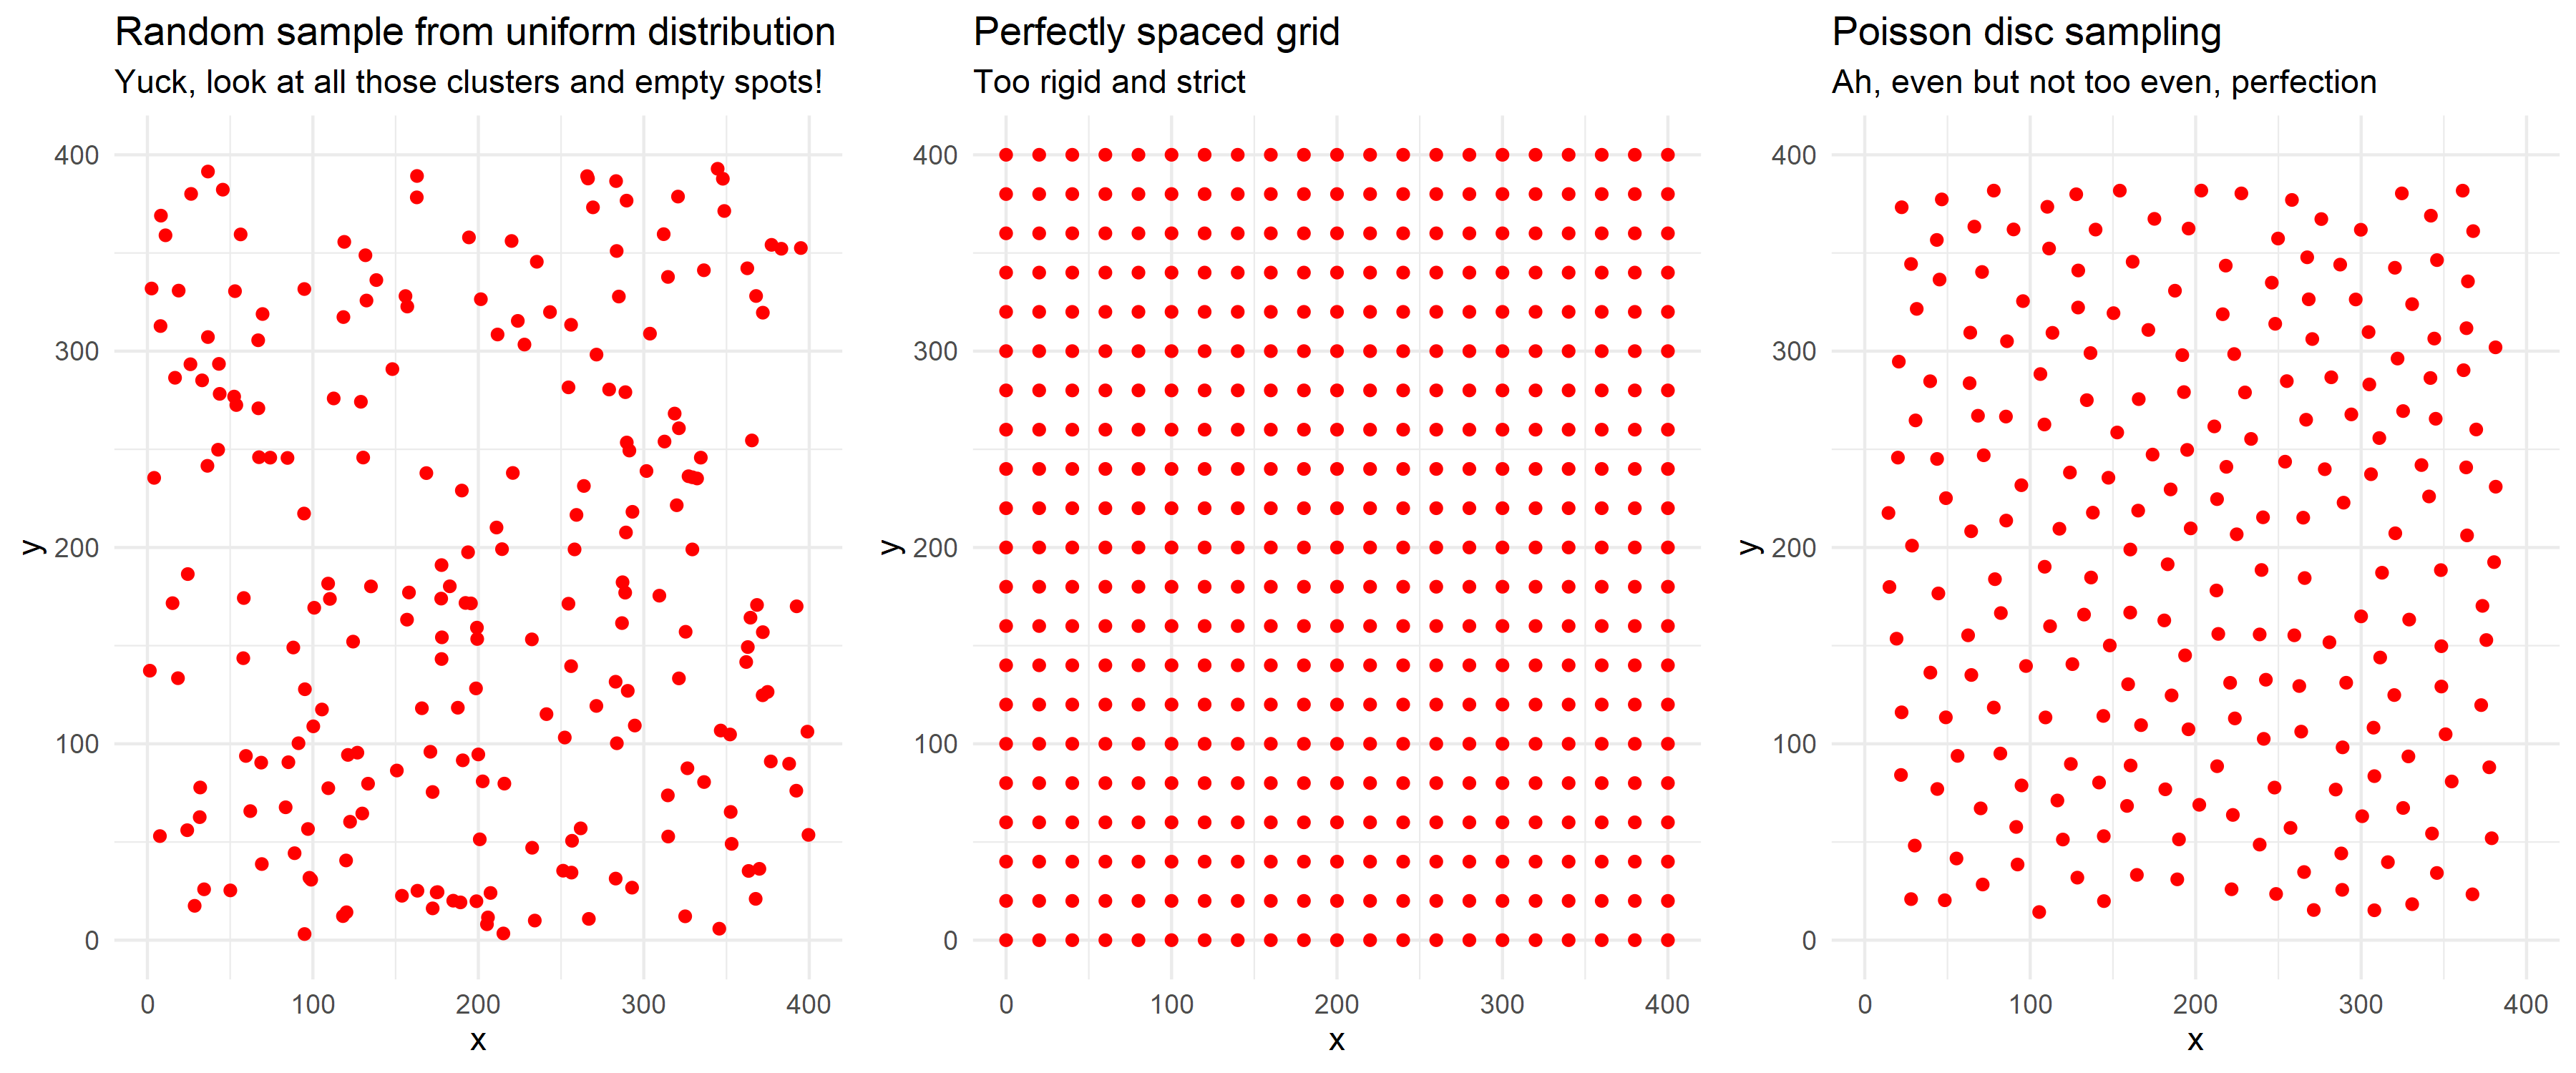 Random sample from uniform distribution
Yuck, look at all those clusters and empty spots!
400
300
200
100
0
y
0 100 200 300 400
x
Perfectly spaced grid
Too rigid and strict
400
300
200
100
0
y
0 100 200 300 400
x
Poisson disc sampling
Ah, even but not too even, perfection
400
300
200
100
0
y
0 100 200 300 400
x